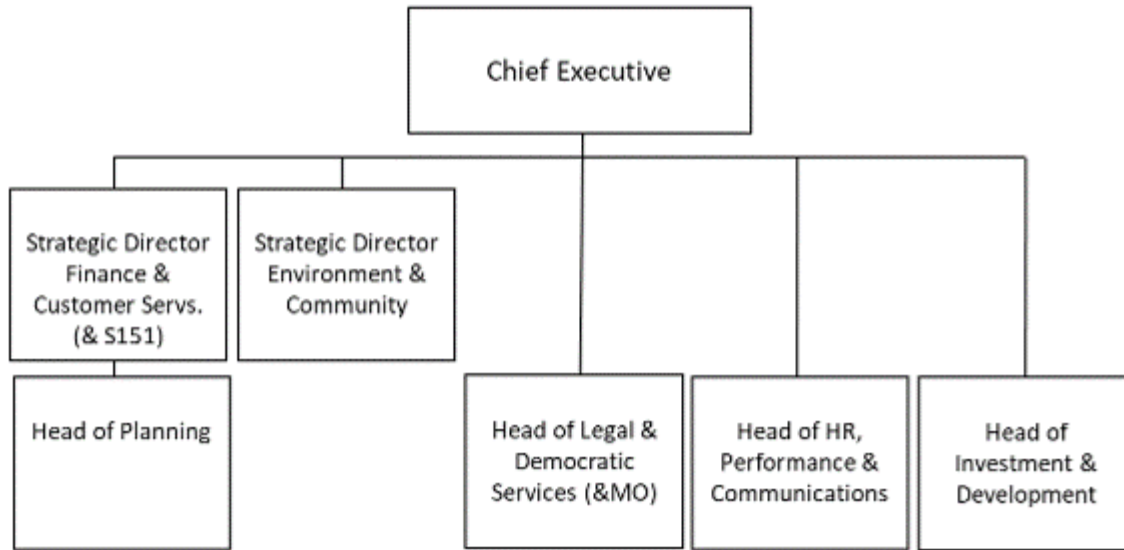 Chief Executive
Strategic Director
Finance &
Customer Servs.
(& S151)
Strategic Director
Environment &
Community
Head of Planning
Head of Legal &
Democratic
Services (&MO)
Head of HR,
Performance &
Communications
Head of
Investment &
Development